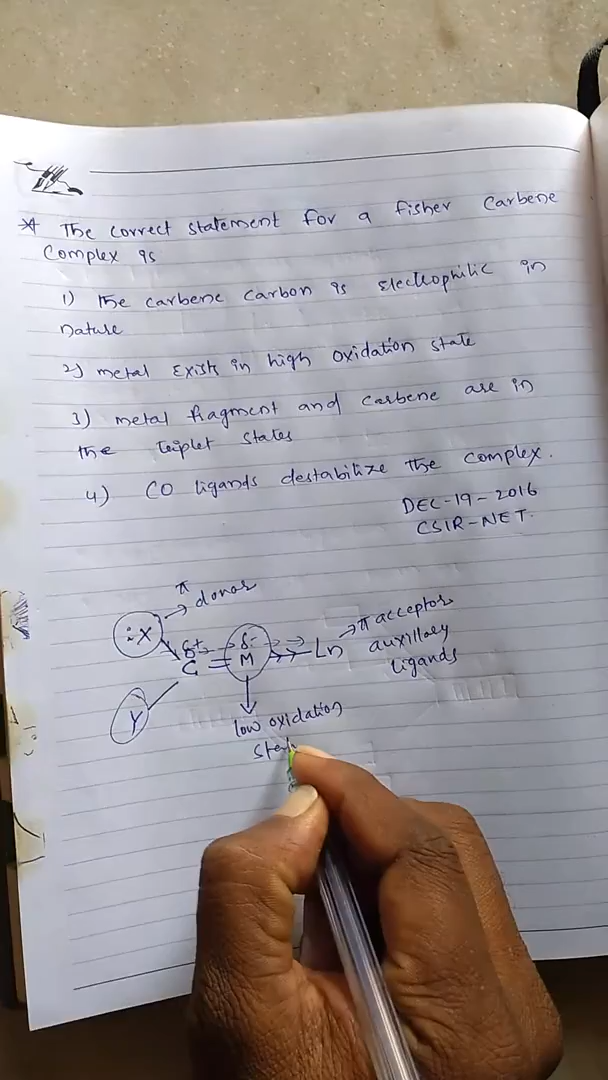 * The correct statement for a fisher carbene
complex is
1) The carbene carbon is electrophilic in
nature
2) metal exist in high oxidation state
3) metal fragment and carbene are in
the triplet states
4) CO ligands destabilize the complex.
DEC-19-2016
CSIR-NET.
π donor
:X
δ+ δ-
C = M Ln → π acceptor
auxillary
ligands
Y
low oxidation
stat